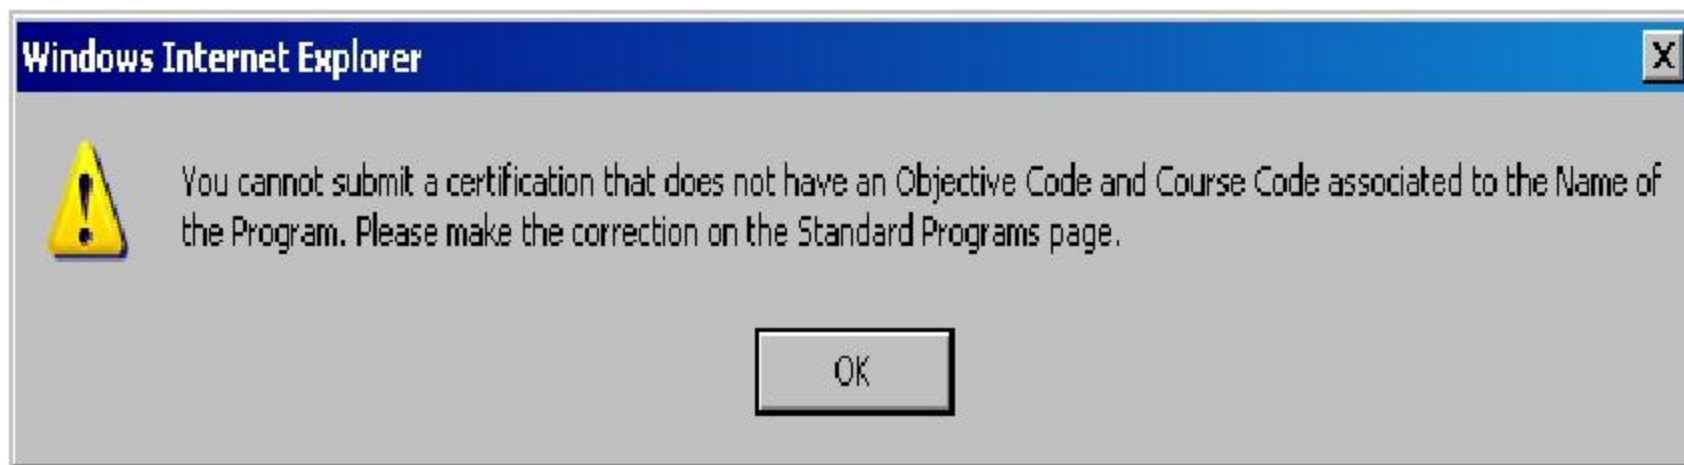 Windows Internet Explorer
X
You cannot submit a certification that does not have an Objective Code and Course Code associated to the Name of
the Program. Please make the correction on the Standard Programs page.
OK